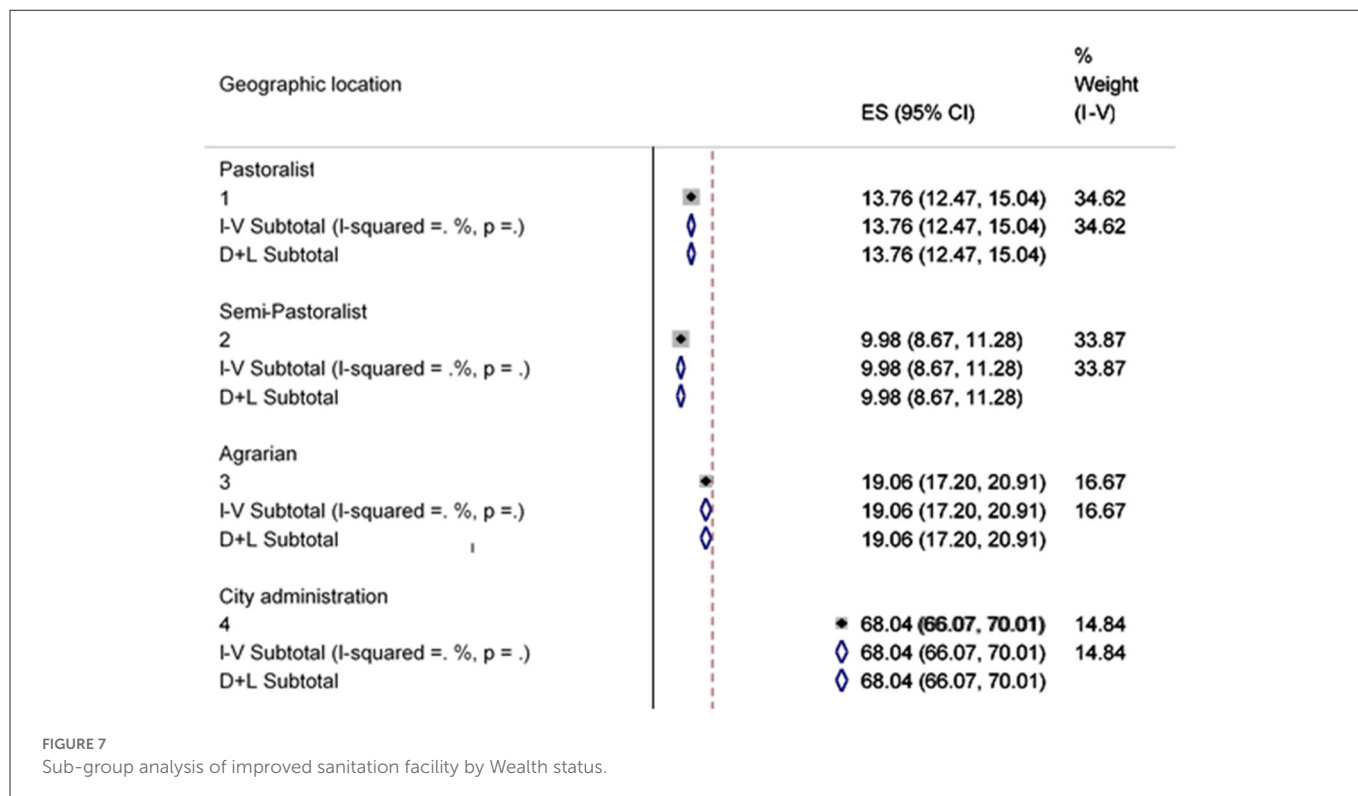 Geographic location ES (95% CI) % Weight (I-V)
Pastoralist
1 13.76 (12.47, 15.04) 34.62
I-V Subtotal (I-squared =. %, p =.) 13.76 (12.47, 15.04) 34.62
D+L Subtotal 13.76 (12.47, 15.04)
Semi-Pastoralist
2 9.98 (8.67, 11.28) 33.87
I-V Subtotal (I-squared = .%, p = .) 9.98 (8.67, 11.28) 33.87
D+L Subtotal 9.98 (8.67, 11.28)
Agrarian
3 19.06 (17.20, 20.91) 16.67
I-V Subtotal (I-squared =. %, p =.) 19.06 (17.20, 20.91) 16.67
D+L Subtotal 19.06 (17.20, 20.91)
City administration
4 68.04 (66.07, 70.01) 14.84
I-V Subtotal (I-squared =. %, p = .) 68.04 (66.07, 70.01) 14.84
D+L Subtotal 68.04 (66.07, 70.01)
FIGURE 7
Sub-group analysis of improved sanitation facility by Wealth status.